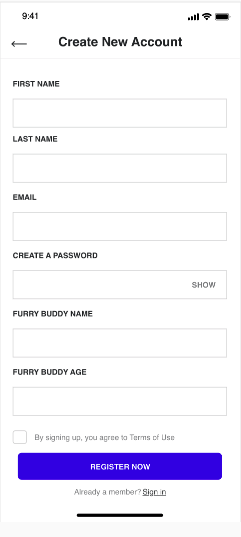 9:41
Create New Account
FIRST NAME
LAST NAME
EMAIL
CREATE A PASSWORD
SHOW
FURRY BUDDY NAME
FURRY BUDDY AGE
By signing up, you agree to Terms of Use
REGISTER NOW
Already a member? Sign in